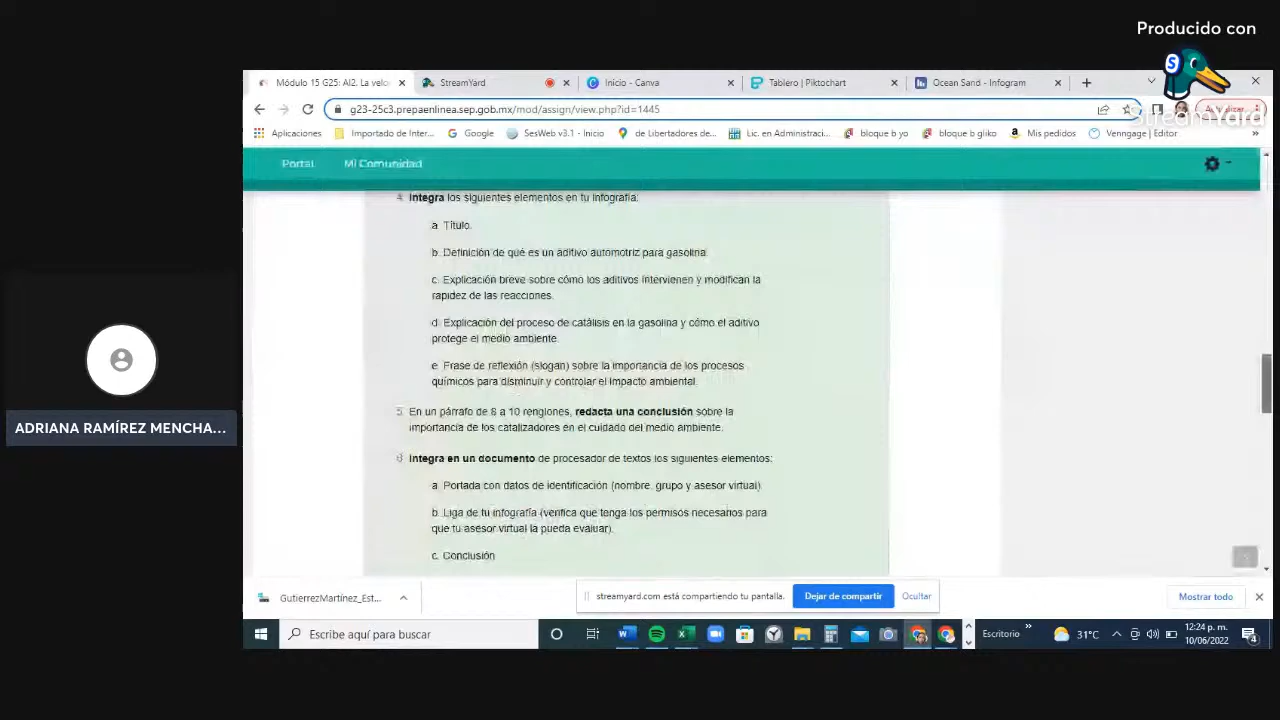 Producido con
StreamYard
Módulo 15 G25: AI2. La velo
StreamYard
Inicio - Canva
Tablero | Piktochart
Ocean Sand - Infogram
g23-25c3.prepaenlinea.sep.gob.mx/mod/assign/view.php?id=1445
Aplicaciones
Importado de Inter...
Google
SesWeb v3.1 - Inicio
de Libertadores de...
Lic. en Administraci...
bloque b yo
bloque b gliko
Mis pedidos
Venngage | Editor
Portal
Mi Comunidad
4. Integra los siguientes elementos en tu infografía:
a. Título.
b. Definición de qué es un aditivo automotriz para gasolina.
c. Explicación breve sobre cómo los aditivos intervienen y modifican la
rapidez de las reacciones.
d. Explicación del proceso de catálisis en la gasolina y cómo el aditivo
protege el medio ambiente.
e. Frase de reflexión (slogan) sobre la importancia de los procesos
químicos para disminuir y controlar el impacto ambiental.
5. En un párrafo de 8 a 10 renglones, redacta una conclusión sobre la
importancia de los catalizadores en el cuidado del medio ambiente.
6. Integra en un documento de procesador de textos los siguientes elementos:
a. Portada con datos de identificación (nombre, grupo y asesor virtual)
b. Liga de tu infografía (verifica que tenga los permisos necesarios para
que tu asesor virtual la pueda evaluar).
c. Conclusión
ADRIANA RAMÍREZ MENCHA...
GutierrezMartínez_Est...
streamyard.com está compartiendo tu pantalla.
Dejar de compartir
Ocultar
Mostrar todo
Escribe aquí para buscar
Escritorio
31°C
12:24 p. m.
10/06/2022
4